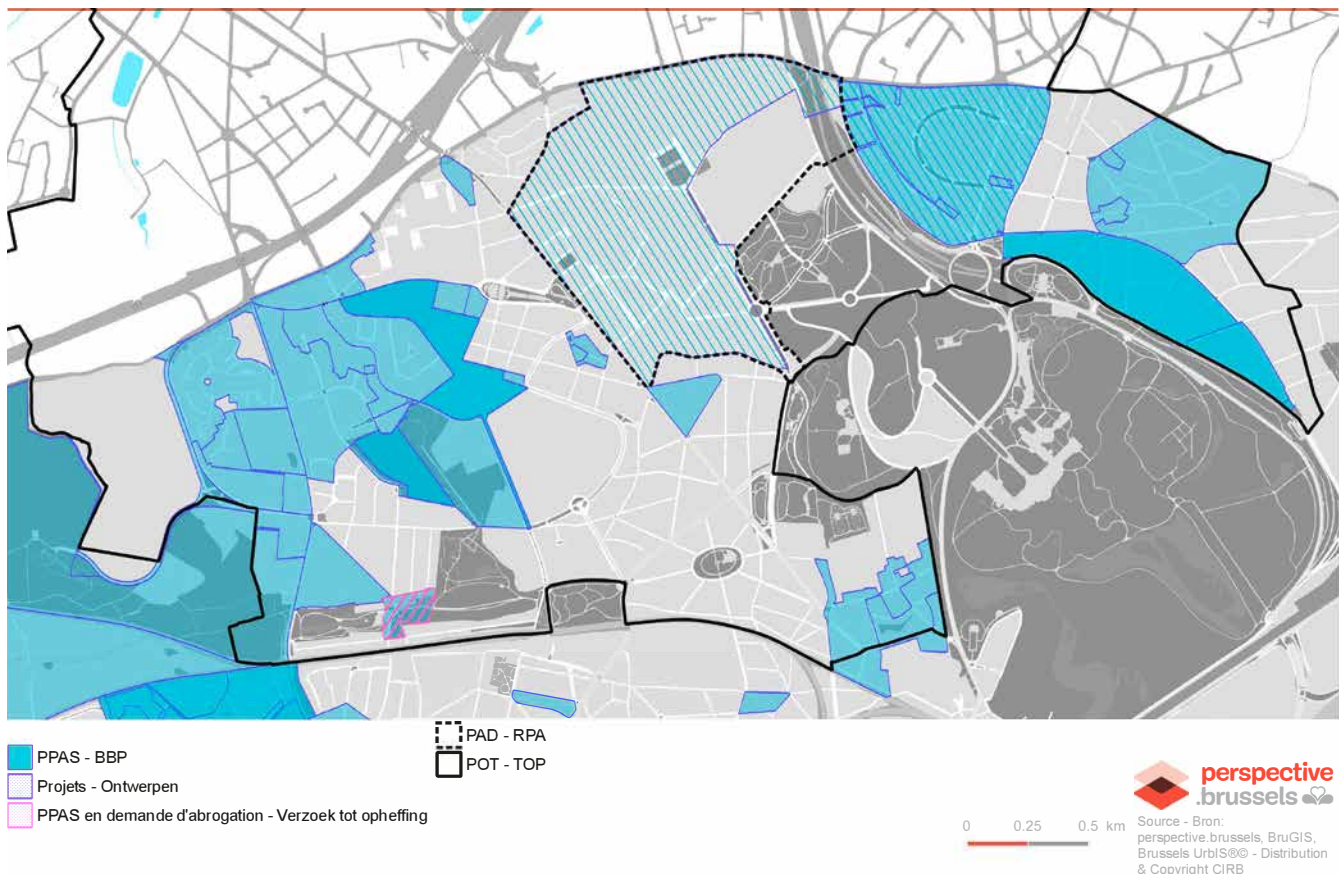 PPAS - BBP
Projets - Ontwerpen
PPAS en demande d'abrogation - Verzoek tot opheffing
PAD - RPA
POT - TOP
0 0.25 0.5 km
perspective
.brussels
Source - Bron:
perspective.brussels, BruGIS,
Brussels UrbIS®© - Distribution
& Copyright CIRB